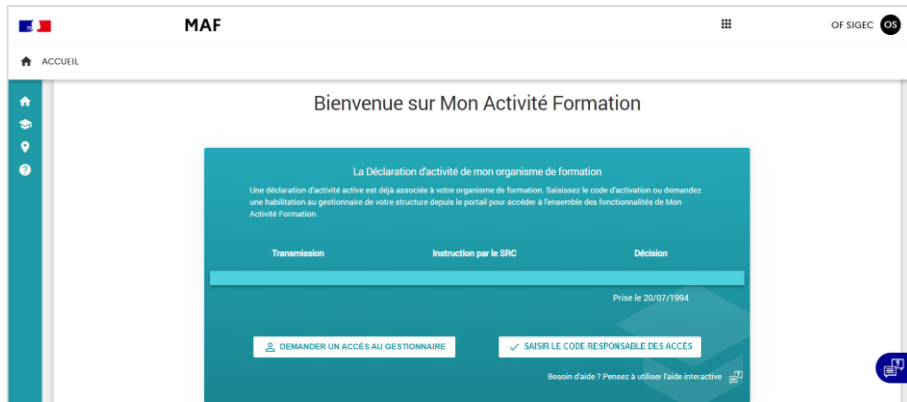 MAF
OF SIGEC OS
ACCUEIL
Bienvenue sur Mon Activité Formation
La Déclaration d'activité de mon organisme de formation
Une déclaration d'activité active est déjà associée à votre organisme de formation. Saisissez le code d'activation ou demandez
une habilitation au gestionnaire de votre structure depuis le portail pour accéder à l'ensemble des fonctionnalités de Mon
Activité Formation.
Transmission Instruction par le SRC Décision
Prise le 20/07/1994
DEMANDER UN ACCÈS AU GESTIONNAIRE SAISIR LE CODE RESPONSABLE DES ACCÈS
Besoin d'aide ? Pensez à utiliser l'aide interactive